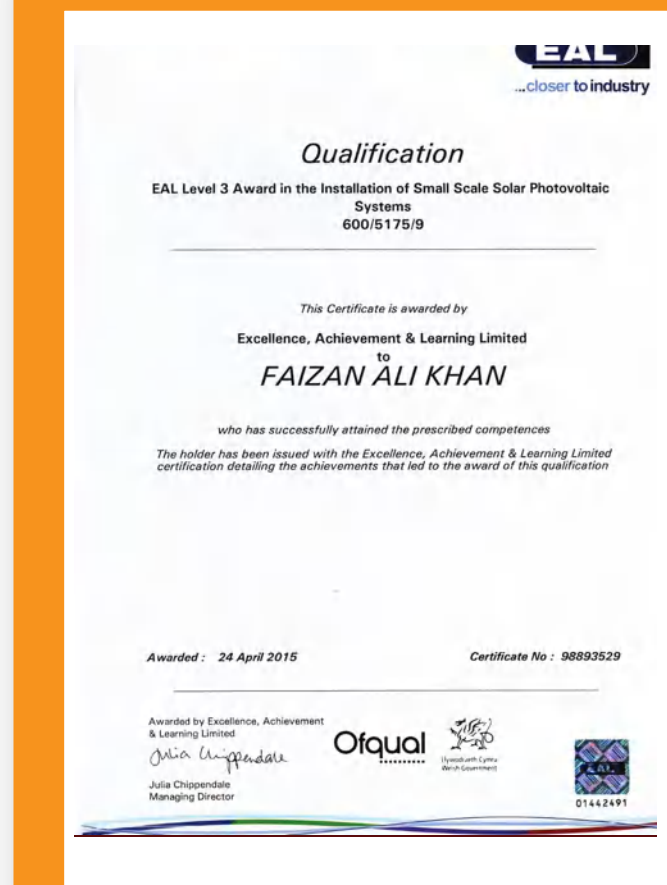 EAL
...closer to industry
Qualification
EAL Level 3 Award in the Installation of Small Scale Solar Photovoltaic
Systems
600/5175/9
This Certificate is awarded by
Excellence, Achievement & Learning Limited
to
FAIZAN ALI KHAN
who has successfully attained the prescribed competences
The holder has been issued with the Excellence, Achievement & Learning Limited
certification detailing the achievements that led to the award of this qualification
Awarded : 24 April 2015
Certificate No : 98893529
Awarded by Excellence, Achievement
& Learning Limited
Julia Chippendale
Julia Chippendale
Managing Director
Ofqual
Llywodraeth Cymru
Welsh Government
EAL
01442491